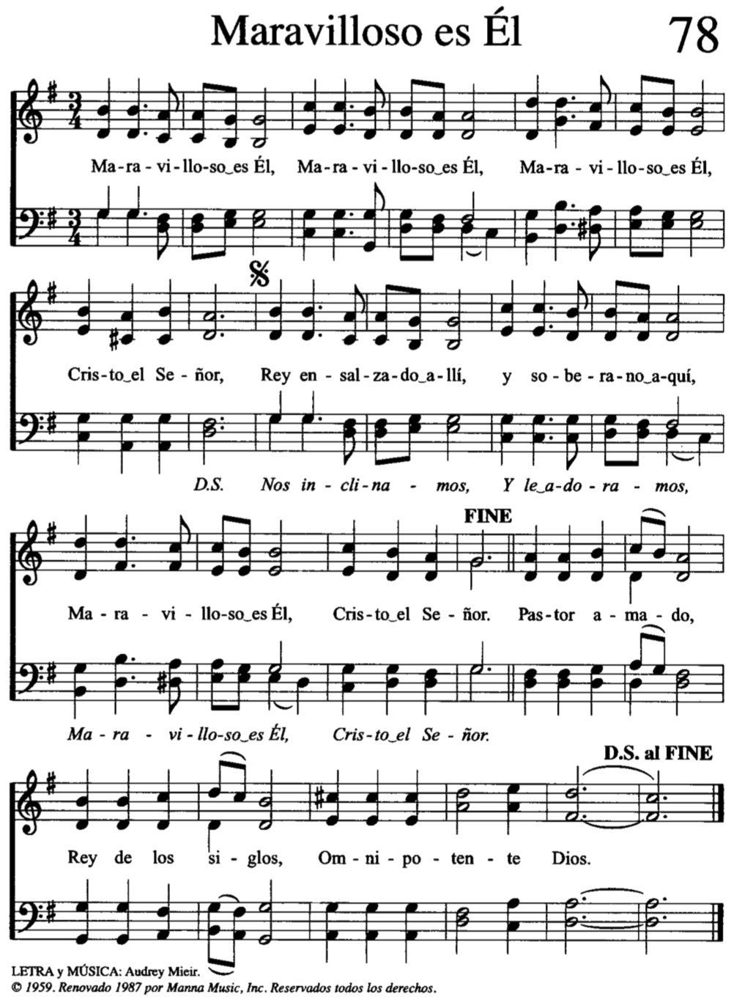 Maravilloso es Él 78
3 4
Ma-ra - vi-llo-so‿es Él, Ma-ra - vi-llo-so‿es Él, Ma-ra - vi-llo-so‿es Él,
3 4
Cris-to‿el Se - ñor, Rey en - sal - za-do‿a-llí, y so - be - ra-no‿a-quí,
D.S. Nos in - cli-na - mos, Y le‿a-do - ra - mos,
FINE
Ma - ra - vi - llo-so‿es Él, Cris-to‿el Se - ñor. Pas-tor a - ma - do,
Ma - ra - vi - llo-so‿es Él, Cris-to‿el Se - ñor.
D.S. al FINE
Rey de los si - glos, Om - ni - po - ten - te Dios.
LETRA y MÚSICA: Audrey Mieir.
© 1959. Renovado 1987 por Manna Music, Inc. Reservados todos los derechos.